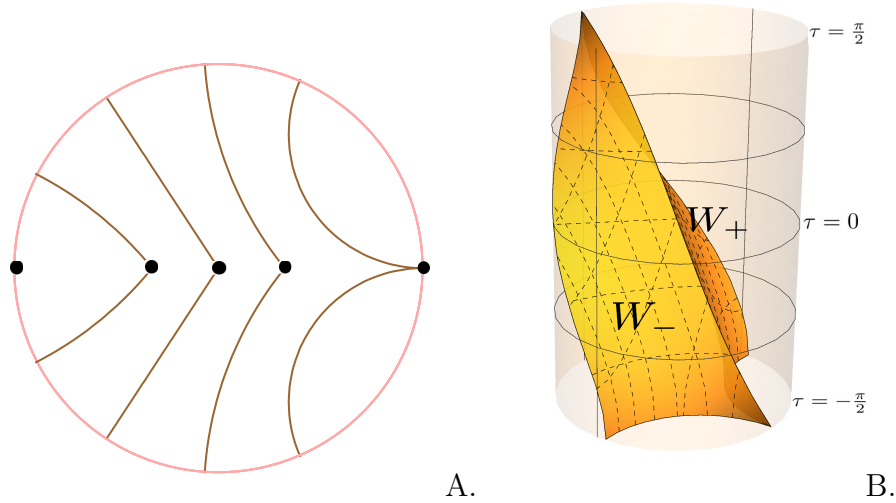 τ = π/2
W₊
τ = 0
W₋
τ = −π/2
A.
B.